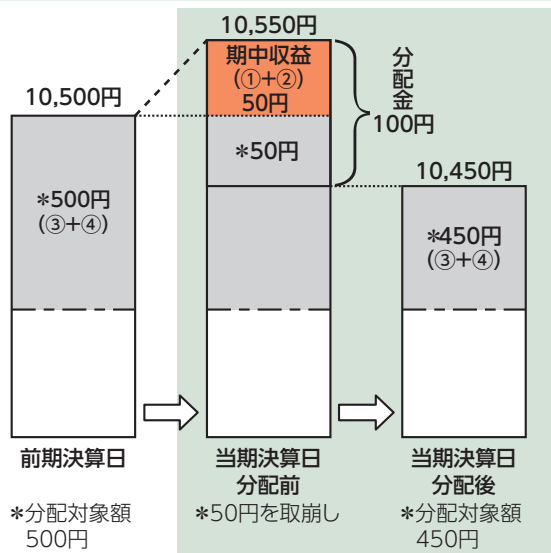 10,550円
期中収益
(①+②)
50円
分配金
100円
10,500円
*50円
10,450円
*500円
(③+④)
*450円
(③+④)
前期決算日
当期決算日
分配前
当期決算日
分配後
*分配対象額
500円
*50円を取崩し
*分配対象額
450円